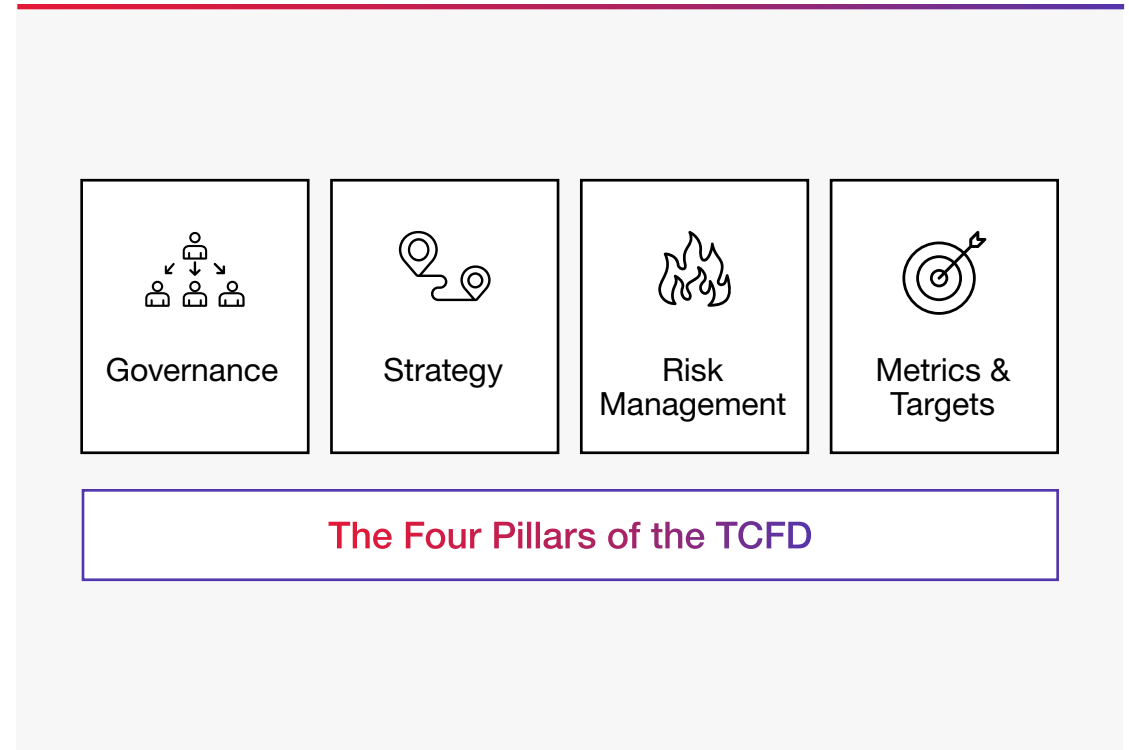 Governance
Strategy
Risk
Management
Metrics &
Targets
The Four Pillars of the TCFD